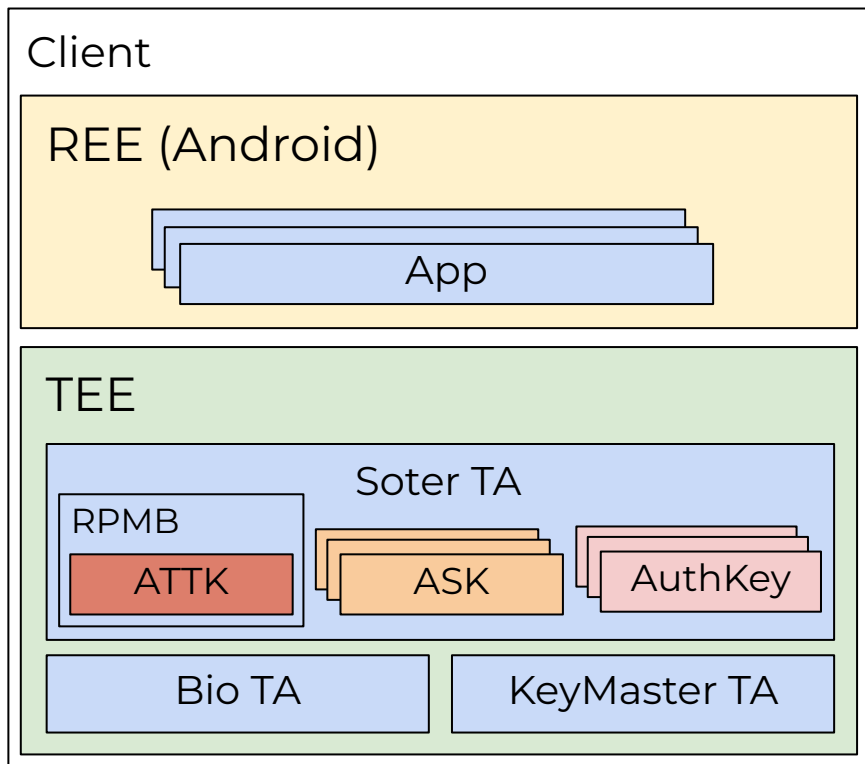 Client
REE (Android)
App
TEE
Soter TA
RPMB
ATTK
ASK
AuthKey
Bio TA
KeyMaster TA